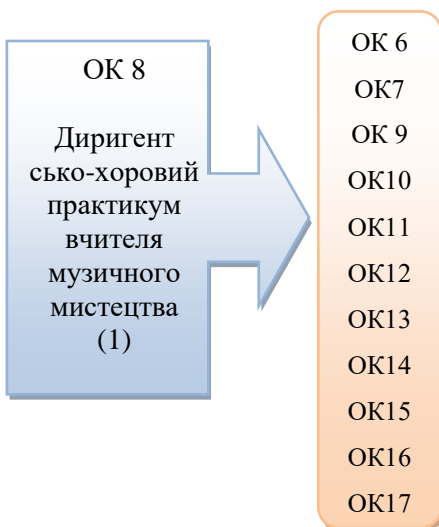 ОК 8
Диригент
сько-хоровий
практикум
вчителя
музичного
мистецтва
(1)
ОК 6
ОК7
ОК 9
ОК10
ОК11
ОК12
ОК13
ОК14
ОК15
ОК16
ОК17